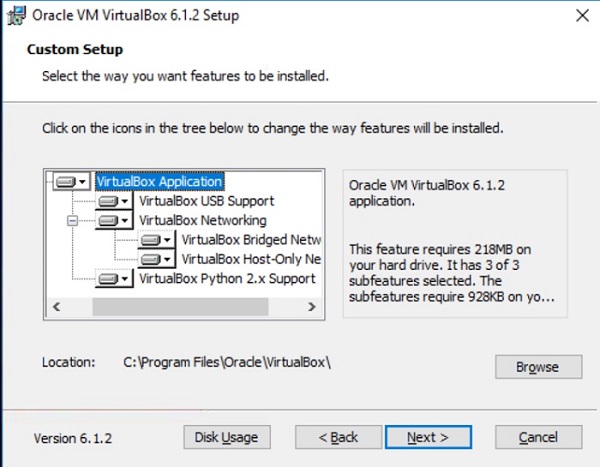 Oracle VM VirtualBox 6.1.2 Setup
Custom Setup
Select the way you want features to be installed.
Click on the icons in the tree below to change the way features will be installed.
VirtualBox Application
VirtualBox USB Support
VirtualBox Networking
VirtualBox Bridged Netw
VirtualBox Host-Only Ne
VirtualBox Python 2.x Support
Oracle VM VirtualBox 6.1.2
application.
This feature requires 218MB on
your hard drive. It has 3 of 3
subfeatures selected. The
subfeatures require 928KB on yo...
Location: C:\Program Files\Oracle\VirtualBox\
Browse
Version 6.1.2
Disk Usage
< Back
Next >
Cancel